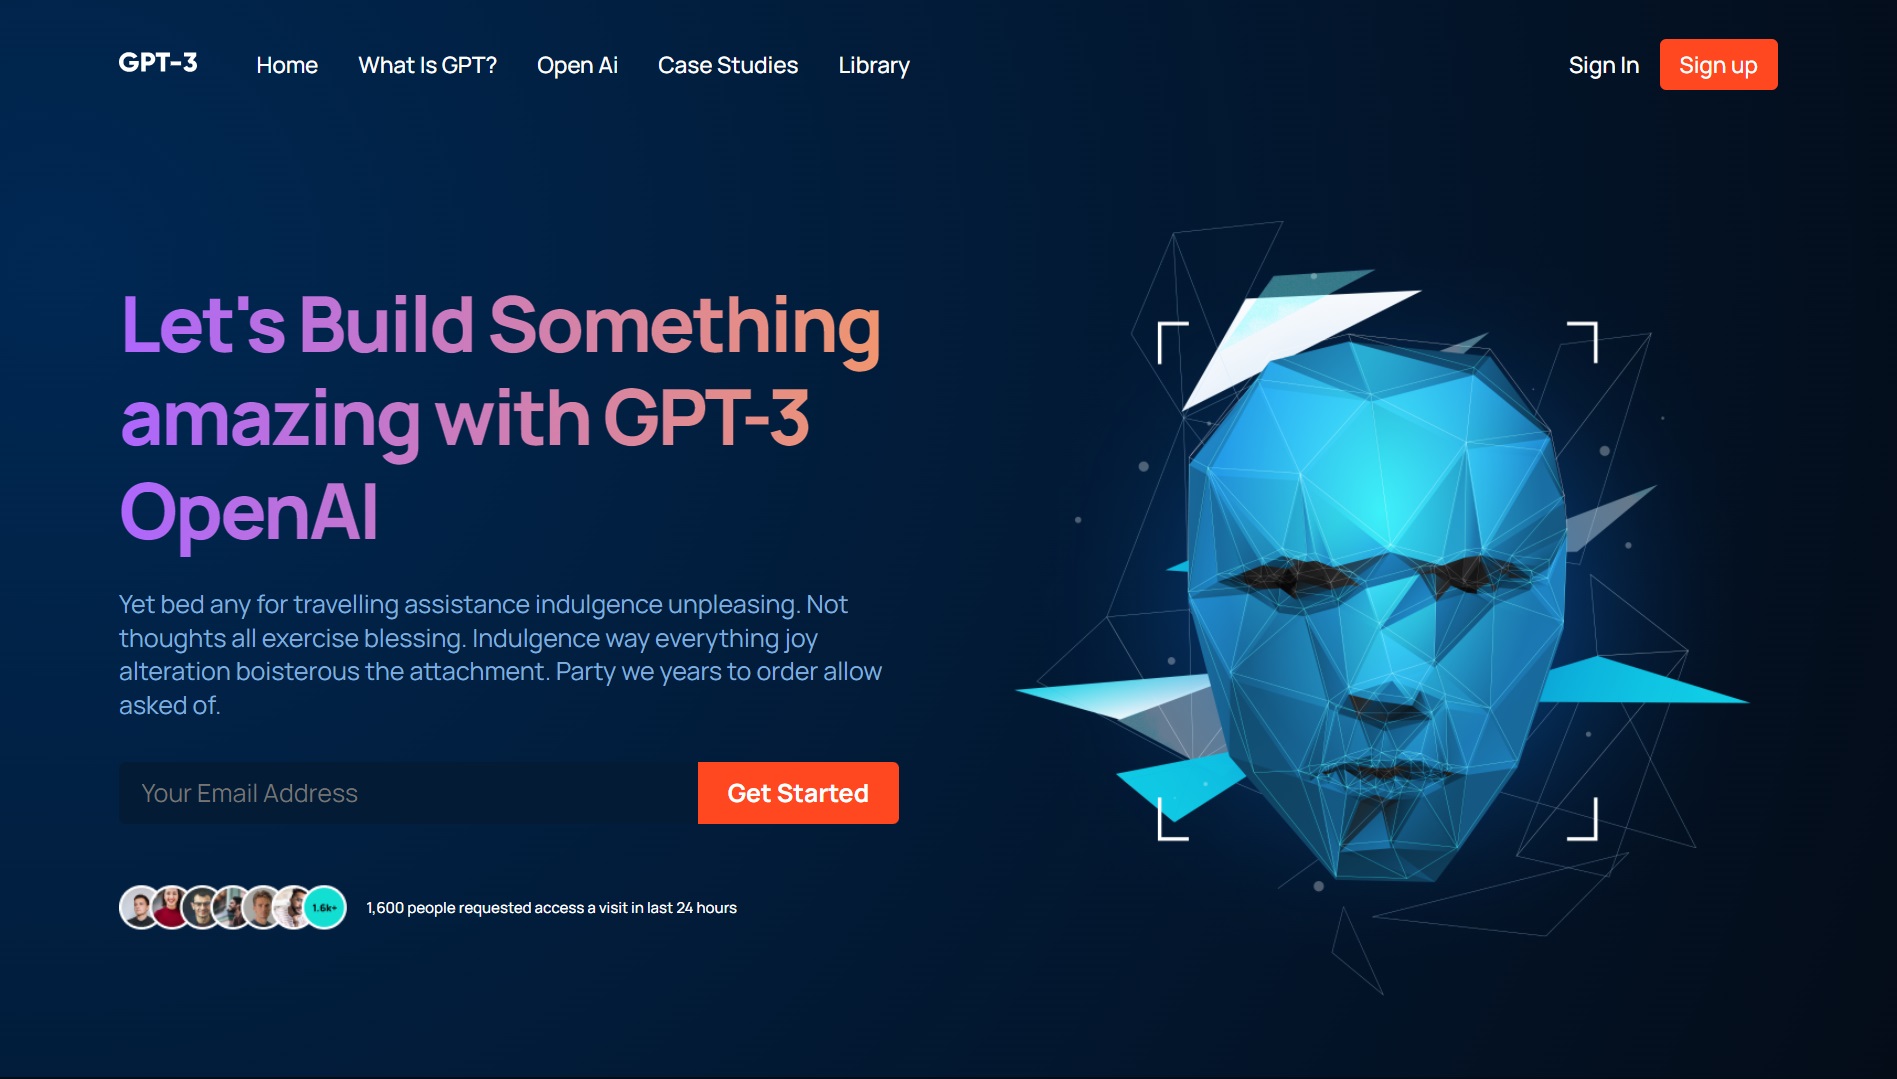 GPT-3
Home
What Is GPT?
Open Ai
Case Studies
Library
Sign In
Sign up
Let's Build Something
amazing with GPT-3
OpenAI
Yet bed any for travelling assistance indulgence unpleasing. Not
thoughts all exercise blessing. Indulgence way everything joy
alteration boisterous the attachment. Party we years to order allow
asked of.
Your Email Address
Get Started
1.6k+
1,600 people requested access a visit in last 24 hours